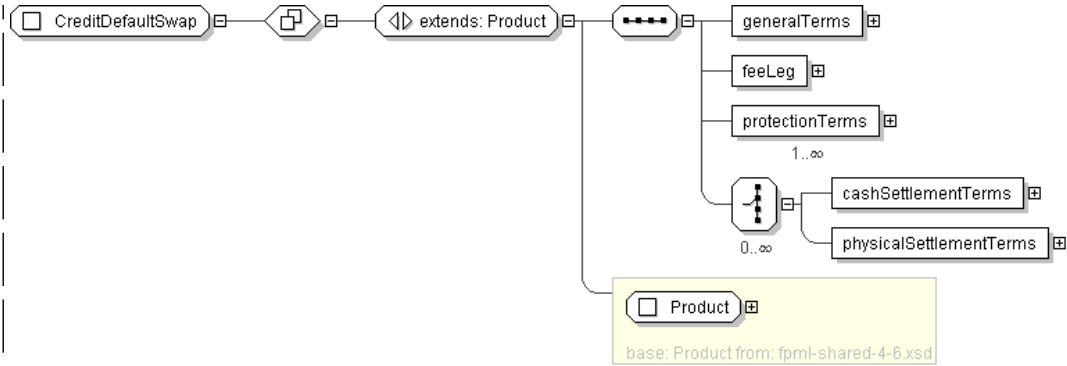 CreditDefaultSwap
extends: Product
generalTerms
feeLeg
protectionTerms
1..∞
cashSettlementTerms
0..∞
physicalSettlementTerms
Product
base: Product from: fpml-shared-4-6.xsd